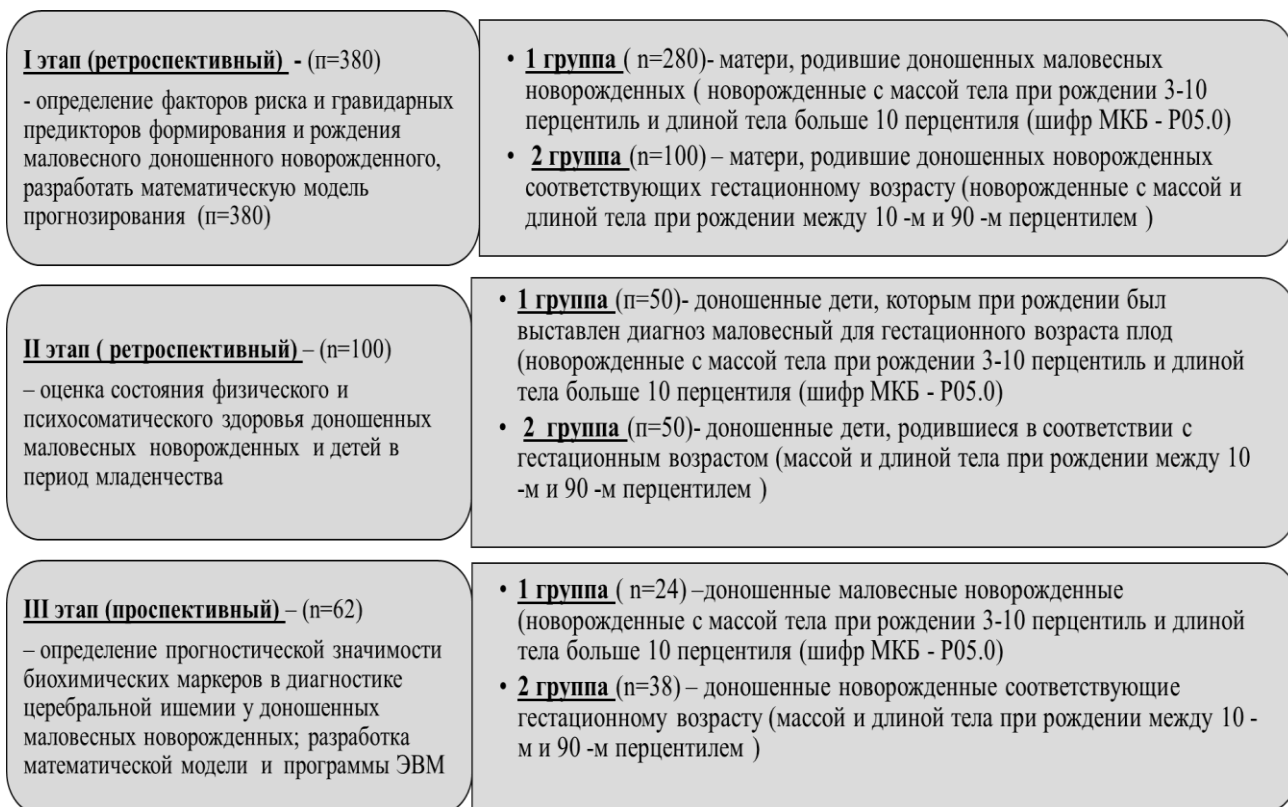 I этап (ретроспективный) - (п=380)
- определение факторов риска и гравидарных
предикторов формирования и рождения
маловесного доношенного новорожденного,
разработать математическую модель
прогнозирования (п=380)
• 1 группа ( n=280)- матери, родившие доношенных маловесных
новорожденных ( новорожденные с массой тела при рождении 3-10
перцентиль и длиной тела больше 10 перцентиля (шифр МКБ - P05.0)
• 2 группа (n=100) – матери, родившие доношенных новорожденных
соответствующих гестационному возрасту (новорожденные с массой и
длиной тела при рождении между 10 -м и 90 -м перцентилем )
II этап ( ретроспективный) – (n=100)
– оценка состояния физического и
психосоматического здоровья доношенных
маловесных новорожденных и детей в
период младенчества
• 1 группа (п=50)- доношенные дети, которым при рождении был
выставлен диагноз маловесный для гестационного возраста плод
(новорожденные с массой тела при рождении 3-10 перцентиль и длиной
тела больше 10 перцентиля (шифр МКБ - P05.0)
• 2 группа (п=50)- доношенные дети, родившиеся в соответствии с
гестационным возрастом (массой и длиной тела при рождении между 10
-м и 90 -м перцентилем )
III этап (проспективный) – (n=62)
– определение прогностической значимости
биохимических маркеров в диагностике
церебральной ишемии у доношенных
маловесных новорожденных; разработка
математической модели и программы ЭВМ
• 1 группа ( n=24) –доношенные маловесные новорожденные
(новорожденные с массой тела при рождении 3-10 перцентиль и длиной
тела больше 10 перцентиля (шифр МКБ - P05.0)
• 2 группа (n=38) – доношенные новорожденные соответствующие
гестационному возрасту (массой и длиной тела при рождении между 10 -
м и 90 -м перцентилем )